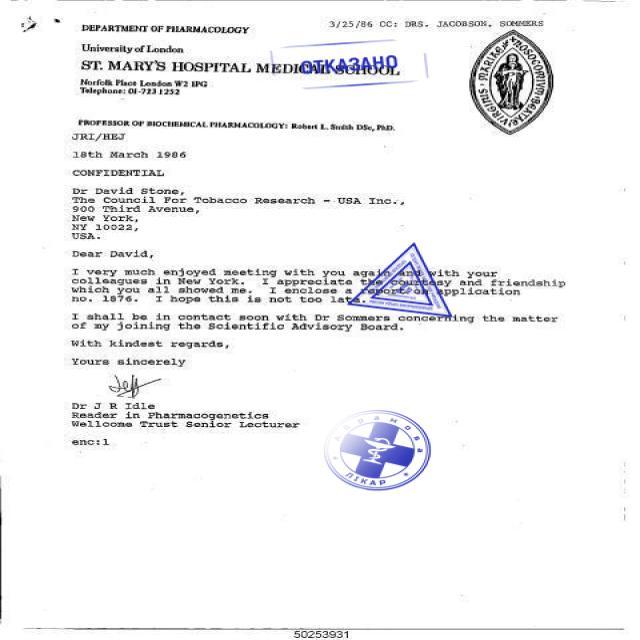 3/25/86 CC: DRS. JACOBSON, SOMMERS
DEPARTMENT OF PHARMACOLOGY
University of London
ST. MARY'S HOSPITAL MEDICAL SCHOOL
ОТКАЗАНО
Norfolk Place London W2 1PG
Telephone: 01-723 1252
PROFESSOR OF BIOCHEMICAL PHARMACOLOGY: Robert L. Smith DSc, PhD.
JRI/HEJ
18th March 1986
CONFIDENTIAL
Dr David Stone,
The Council For Tobacco Research - USA Inc.,
900 Third Avenue,
New York,
NY 10022,
USA.
Dear David,
I very much enjoyed meeting with you again and with your
colleagues in New York. I appreciate the courtesy and friendship
which you all showed me. I enclose a report on application
no. 1876. I hope this is not too late.
I shall be in contact soon with Dr Sommers concerning the matter
of my joining the Scientific Advisory Board.
With kindest regards,
Yours sincerely
Jeff
Dr J R Idle
Reader in Pharmacogenetics
Wellcome Trust Senior Lecturer
enc:1
ЛІКАР
50253931